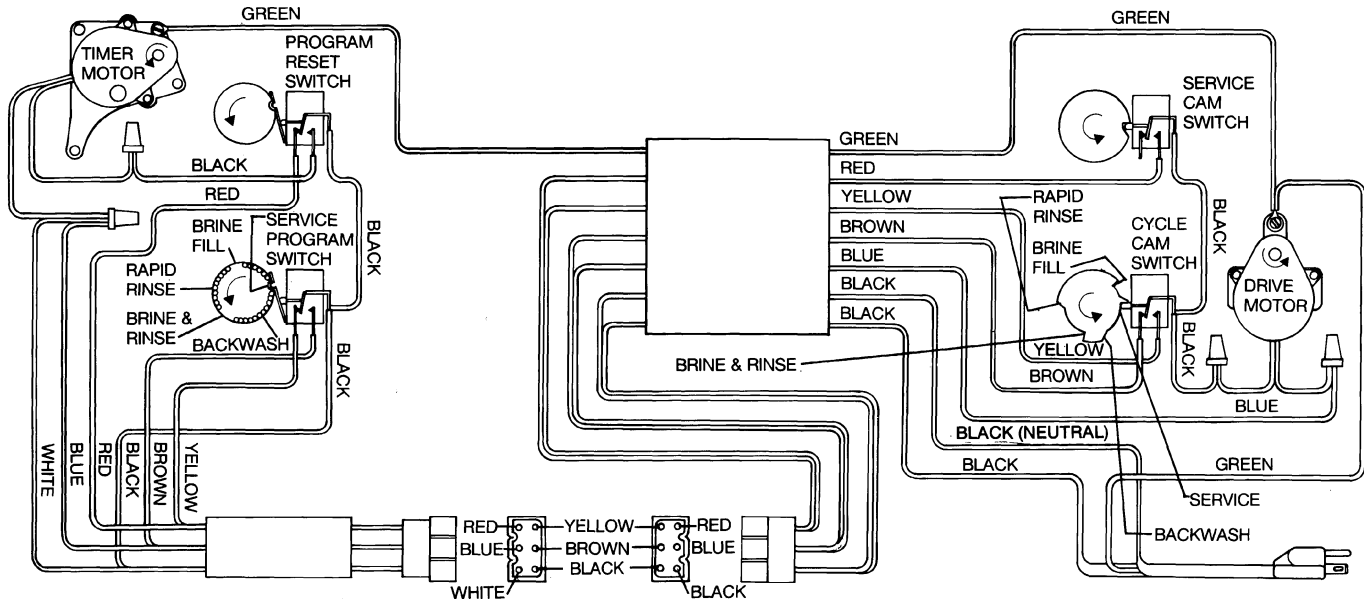 GREEN
TIMER
MOTOR
PROGRAM
RESET
SWITCH
BLACK
RED
BRINE
FILL
SERVICE
PROGRAM
SWITCH
BLACK
RAPID
RINSE
BRINE &
RINSE
BACKWASH
BLACK
WHITE
BLUE
RED
BLACK
BROWN
YELLOW
GREEN
SERVICE
CAM
SWITCH
GREEN
RED
YELLOW
BROWN
BLUE
BLACK
BLACK
RAPID
RINSE
BRINE
FILL
CYCLE
CAM
SWITCH
BLACK
DRIVE
MOTOR
BRINE & RINSE
YELLOW
BROWN
BLACK
BLUE
BLACK (NEUTRAL)
BLACK
GREEN
SERVICE
BACKWASH
RED
YELLOW
RED
BLUE
BROWN
BLUE
BLACK
WHITE
BLACK